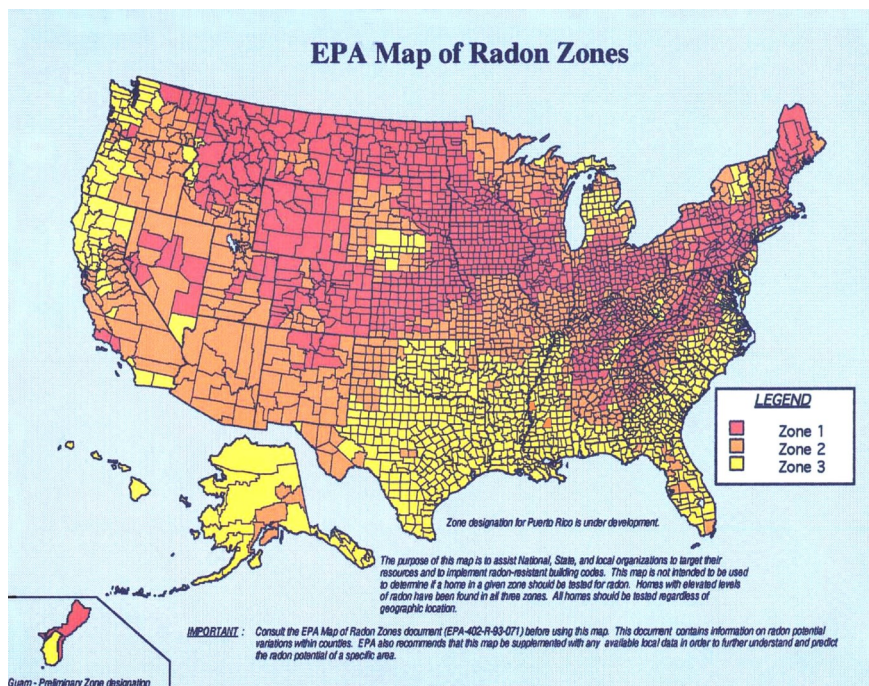 EPA Map of Radon Zones
LEGEND
Zone 1
Zone 2
Zone 3
Zone designation for Puerto Rico is under development.
The purpose of this map is to assist National, State, and local organizations to target their
resources and to implement radon-resistant building codes. This map is not intended to be used
to determine if a home in a given zone should be tested for radon. Homes with elevated levels
of radon have been found in all three zones. All homes should be tested regardless of
geographic location.
IMPORTANT : Consult the EPA Map of Radon Zones document (EPA-402-R-93-071) before using this map. This document contains information on radon potential
variations within counties. EPA also recommends that this map be supplemented with any available local data in order to further understand and predict
the radon potential of a specific area.
Guam - Preliminary Zone designation